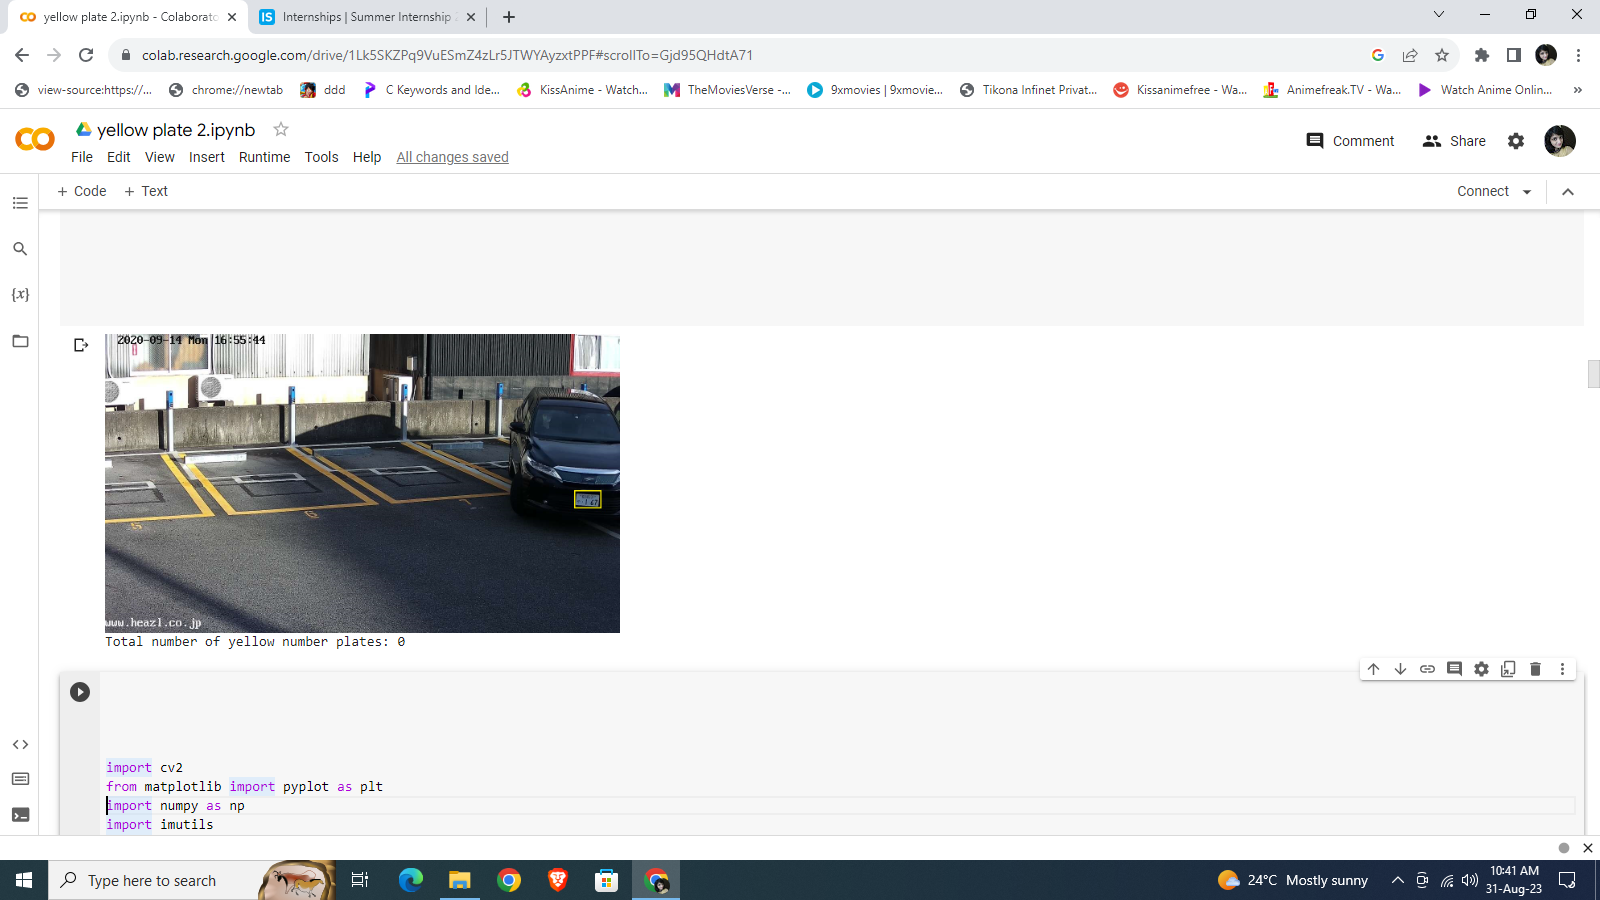 yellow plate 2.ipynb - Colaborato
Internships | Summer Internship
colab.research.google.com/drive/1Lk5SKZPq9VuESmZ4zLr5JTWYAyzxtPPF#scrollTo=Gjd95QHdtA71
view-source:https://... chrome://newtab ddd C Keywords and Ide... KissAnime - Watch... TheMoviesVerse -... 9xmovies | 9xmovie... Tikona Infinet Privat... Kissanimefree - Wa... Animefreak.TV - Wa... Watch Anime Onlin... »
yellow plate 2.ipynb
File Edit View Insert Runtime Tools Help All changes saved
Comment Share
+ Code + Text
Connect
{x}
2020-09-14 Mon 16:55:44
5
6
7
www.heazl.co.jp
Total number of yellow number plates: 0
import cv2
from matplotlib import pyplot as plt
import numpy as np
import imutils
Type here to search
24°C Mostly sunny
10:41 AM
31-Aug-23